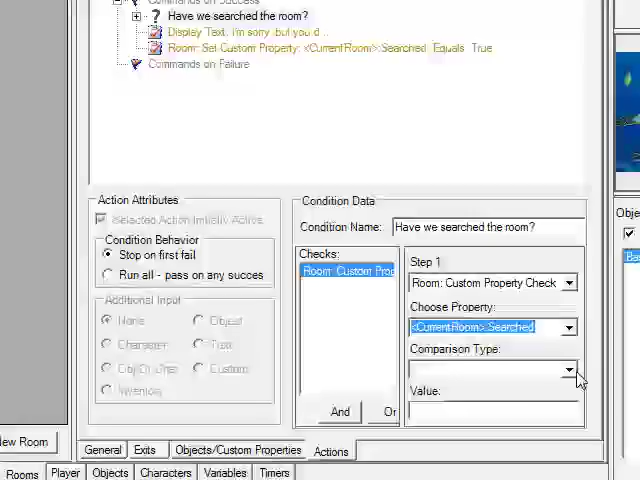 Commands on Success
Have we searched the room?
Display Text. I'm sorry, but you d...
Room: Set Custom Property: <CurrentRoom>.Searched Equals True
Commands on Failure
Action Attributes
Selected Action Initially Active
Condition Behavior
Stop on first fail
Run all - pass on any succes
Additional Input
None
Object
Character
Text
Obj Or Char
Custom
Inventory
Condition Data
Condition Name:
Have we searched the room?
Checks:
Room: Custom Prop
And
Or
Step 1
Room: Custom Property Check
Choose Property:
<CurrentRoom>.Searched
Comparison Type:
Value:
Obje
New Room
General
Exits
Objects/Custom Properties
Actions
Rooms
Player
Objects
Characters
Variables
Timers